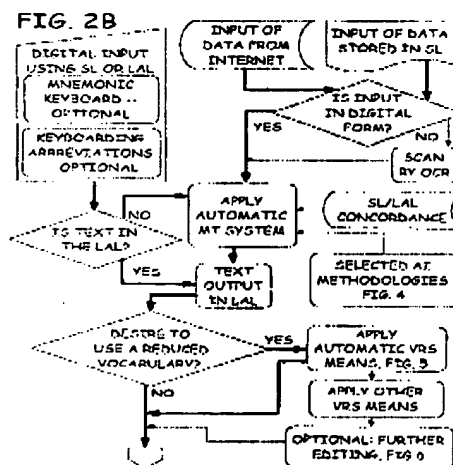 FIG. 2B
DIGITAL INPUT
USING SL OR LAL
MNEMONIC
KEYBOARD --
OPTIONAL
KEYBOARDING
ABBREVIATIONS
OPTIONAL
INPUT OF
DATA FROM
INTERNET
INPUT OF DATA
STORED IN SL
IS INPUT
IN DIGITAL
FORM?
YES
NO
SCAN
BY OCR
APPLY
AUTOMATIC
MT SYSTEM
SL/LAL
CONCORDANCE
NO
IS TEXT IN
THE LAL?
YES
TEXT
OUTPUT
IN LAL
SELECTED AI
METHODOLOGIES
FIG. 4
DESIRE TO
USE A REDUCED
VOCABULARY?
YES
NO
APPLY
AUTOMATIC VRS
MEANS, FIG. 5
APPLY OTHER
VRS MEANS
OPTIONAL: FURTHER
EDITING, FIG